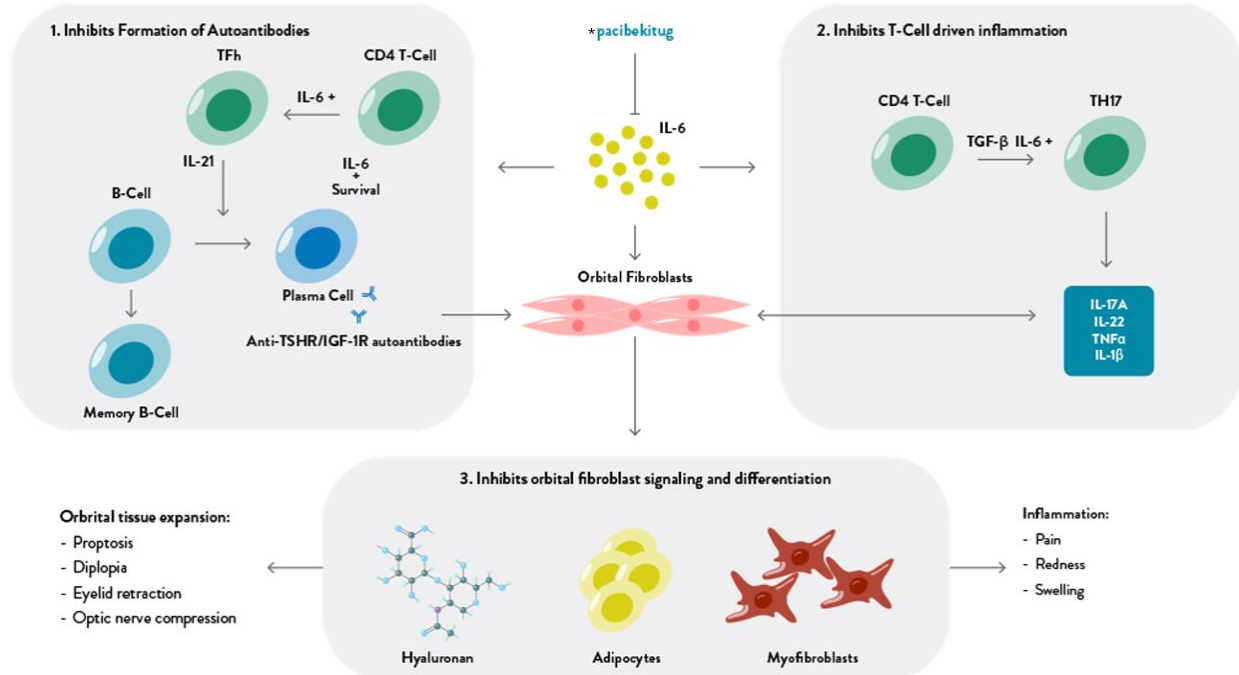 1. Inhibits Formation of Autoantibodies
TFh
CD4 T-Cell
IL-6 +
IL-21
IL-6
+
Survival
B-Cell
Plasma Cell
Anti-TSHR/IGF-1R autoantibodies
Memory B-Cell
*pacibekitug
IL-6
Orbital Fibroblasts
2. Inhibits T-Cell driven inflammation
CD4 T-Cell
TH17
TGF-β IL-6 +
IL-17A
IL-22
TNFα
IL-1β
3. Inhibits orbital fibroblast signaling and differentiation
Hyaluronan
Adipocytes
Myofibroblasts
Orbrital tissue expansion:
- Proptosis
- Diplopia
- Eyelid retraction
- Optic nerve compression
Inflammation:
- Pain
- Redness
- Swelling